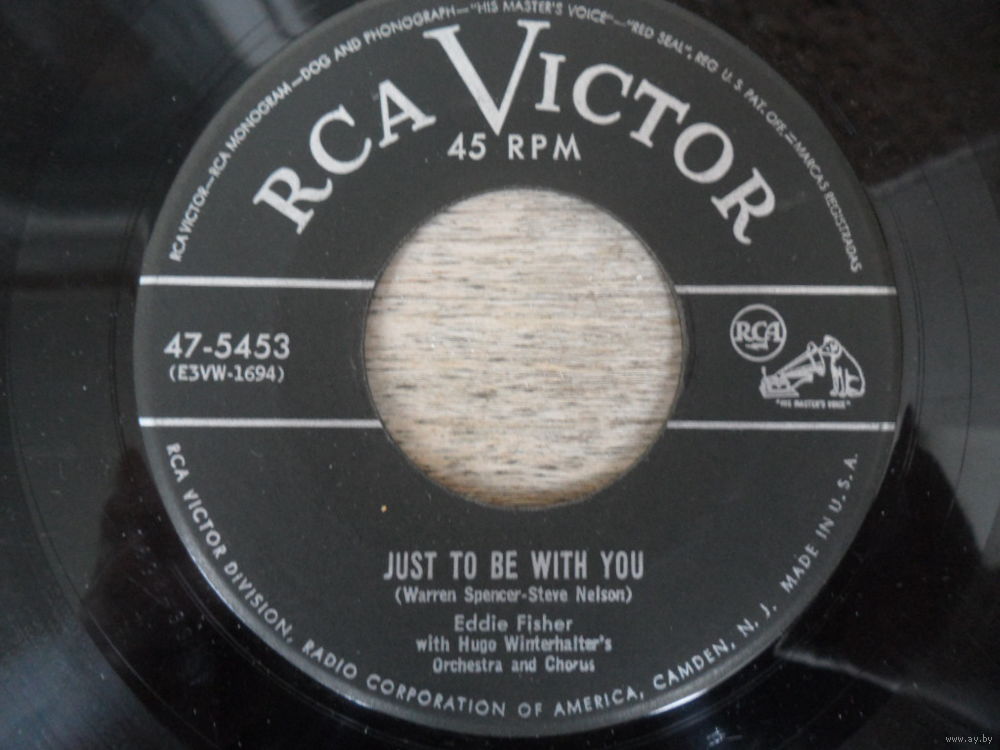 RCA VICTOR—RCA MONOGRAM—DOG AND PHONOGRAPH—"HIS MASTER'S VOICE"—"RED SEAL", REG. U. S. PAT. OFF.—MARCAS REGISTRADAS
RCA VICTOR
45 RPM
47-5453
(E3VW-1694)
RCA
"HIS MASTER'S VOICE"
JUST TO BE WITH YOU
(Warren Spencer-Steve Nelson)
Eddie Fisher
with Hugo Winterhalter's
Orchestra and Chorus
RCA VICTOR DIVISION, RADIO CORPORATION OF AMERICA, CAMDEN, N. J. MADE IN U. S. A.
www.ay.by